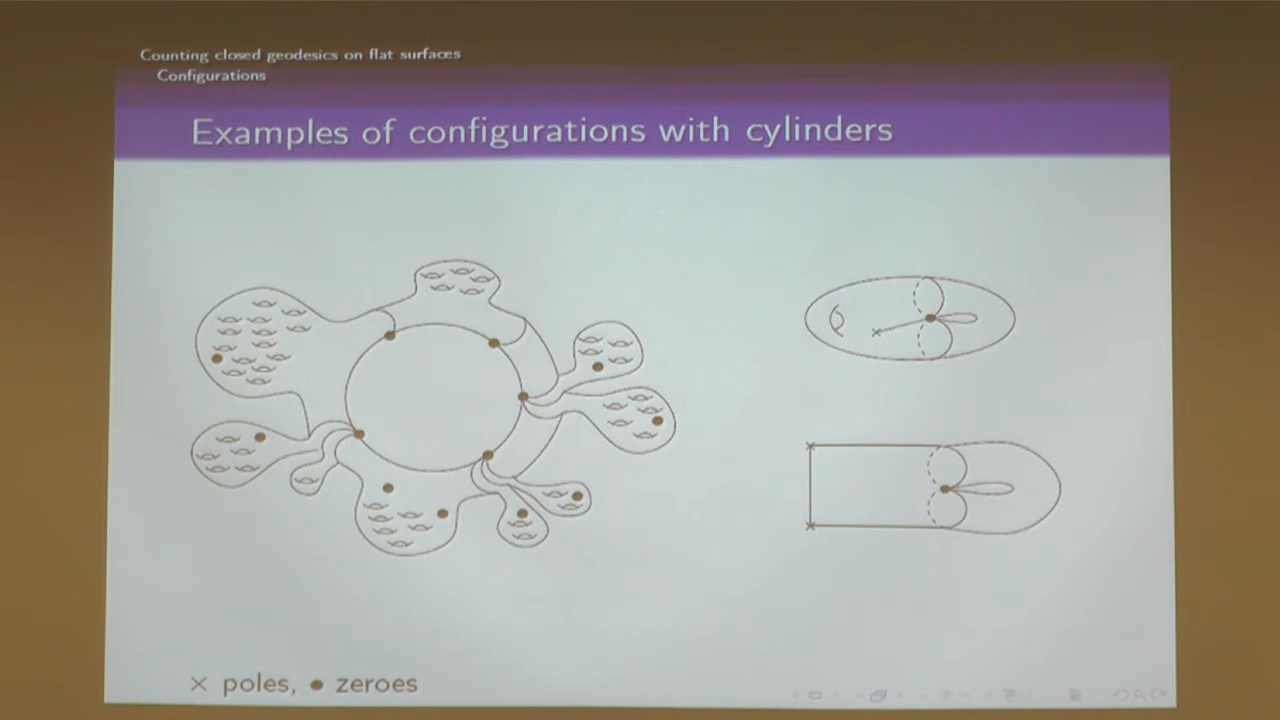 Counting closed geodesics on flat surfaces
Configurations
Examples of configurations with cylinders
× poles, ● zeroes